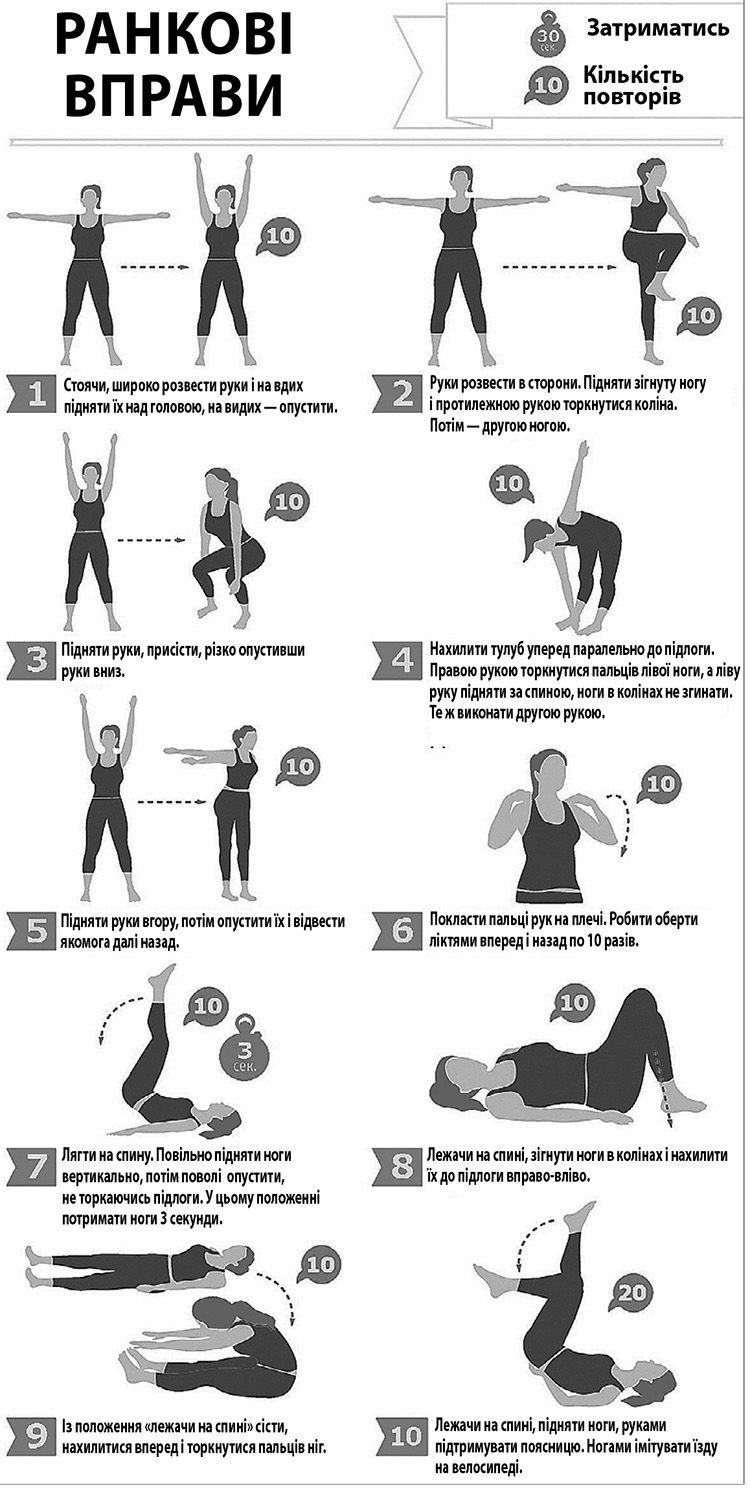 РАНКОВІ
ВПРАВИ
30
сек.
Затриматись
10
Кількість
повторів
10
1
Стоячи, широко розвести руки і на вдих
підняти їх над головою, на видих — опустити.
10
2
Руки розвести в сторони. Підняти зігнуту ногу
і протилежною рукою торкнутися коліна.
Потім — другою ногою.
10
3
Підняти руки, присісти, різко опустивши
руки вниз.
10
4
Нахилити тулуб уперед паралельно до підлоги.
Правою рукою торкнутися пальців лівої ноги, а ліву
руку підняти за спиною, ноги в колінах не згинати.
Те ж виконати другою рукою.
10
5
Підняти руки вгору, потім опустити їх і відвести
якомога далі назад.
10
6
Покласти пальці рук на плечі. Робити оберти
ліктями вперед і назад по 10 разів.
10
3
сек.
7
Лягти на спину. Повільно підняти ноги
вертикально, потім поволі опустити,
не торкаючись підлоги. У цьому положенні
потримати ноги 3 секунди.
10
8
Лежачи на спині, зігнути ноги в колінах і нахилити
їх до підлоги вправо-вліво.
10
9
Із положення «лежачи на спині» сісти,
нахилитися вперед і торкнутися пальців ніг.
20
10
Лежачи на спині, підняти ноги, руками
підтримувати поясницю. Ногами імітувати їзду
на велосипеді.